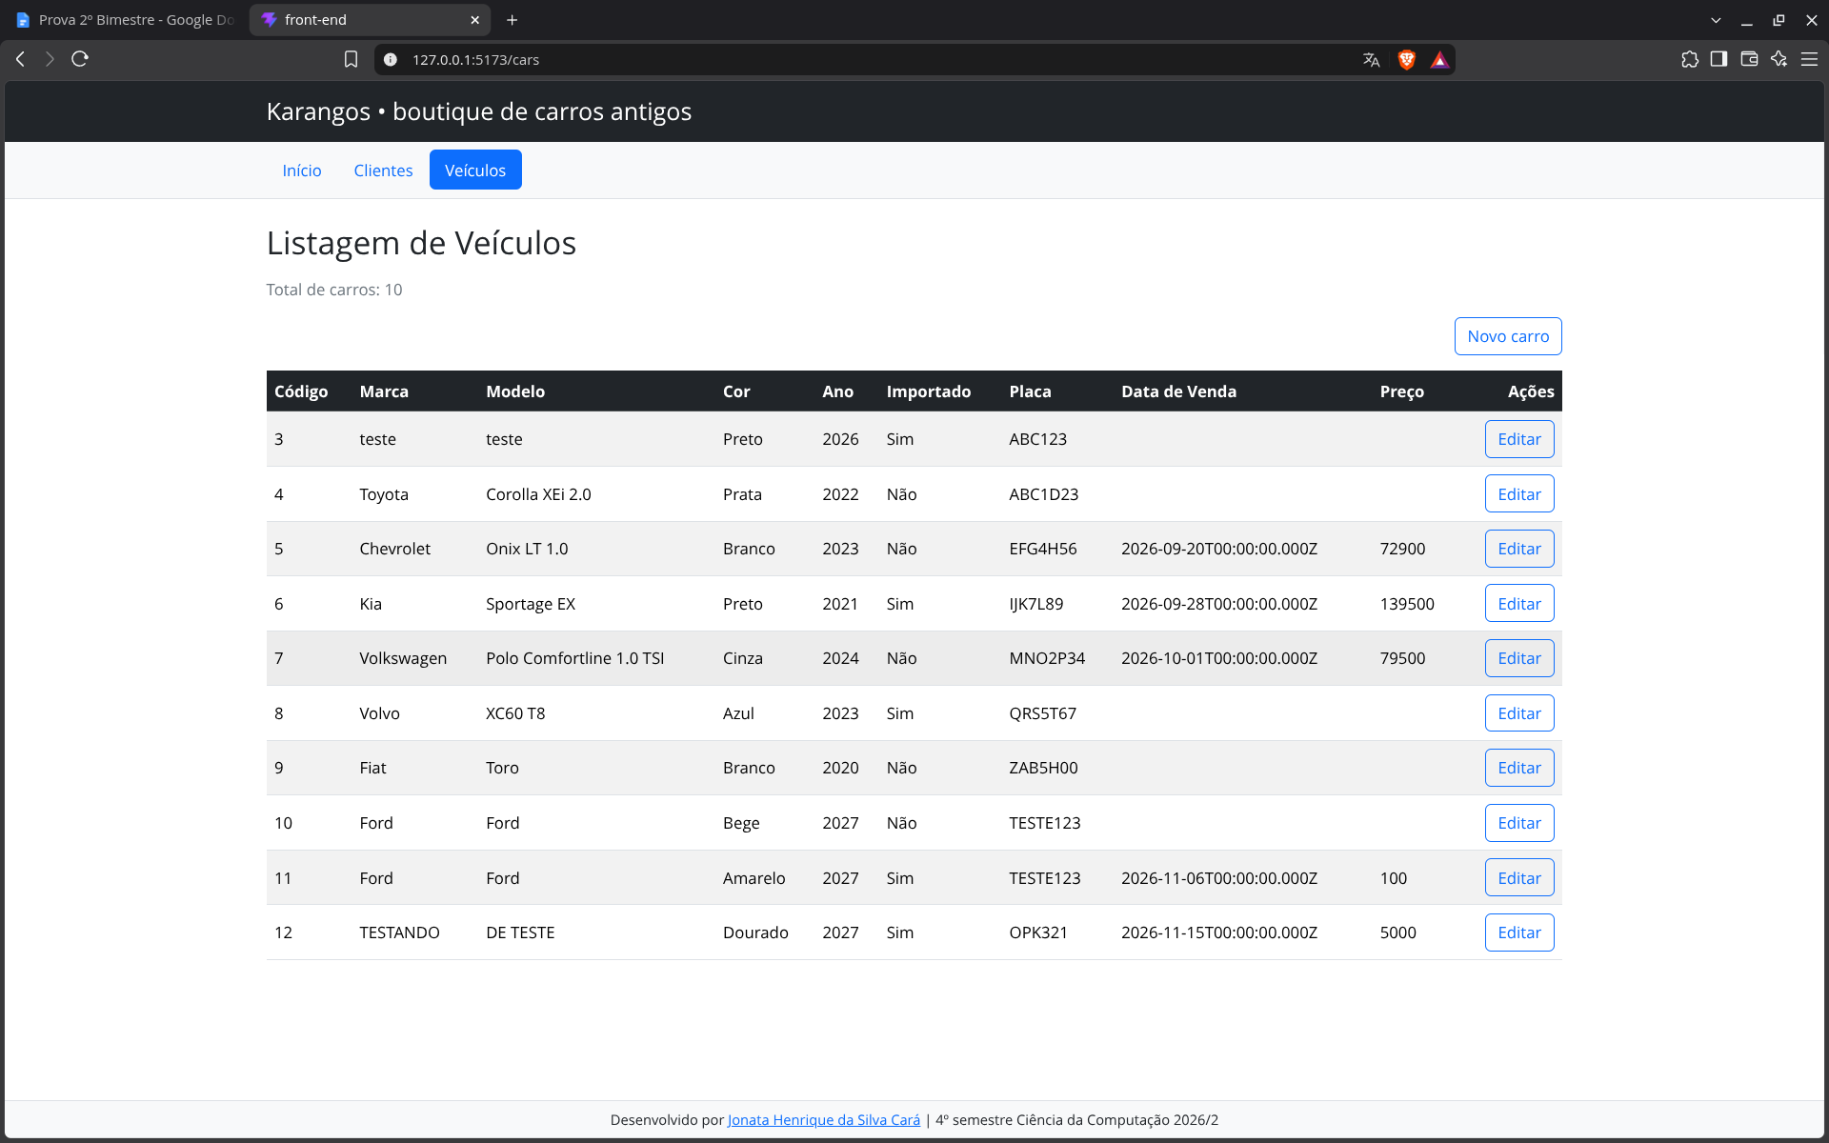 Prova 2º Bimestre - Google Do
front-end
127.0.0.1:5173/cars
Karangos • boutique de carros antigos
Início Clientes Veículos
Listagem de Veículos
Total de carros: 10
Novo carro
Código Marca Modelo Cor Ano Importado Placa Data de Venda Preço Ações
3 teste teste Preto 2026 Sim ABC123 Editar
4 Toyota Corolla XEi 2.0 Prata 2022 Não ABC1D23 Editar
5 Chevrolet Onix LT 1.0 Branco 2023 Não EFG4H56 2026-09-20T00:00:00.000Z 72900 Editar
6 Kia Sportage EX Preto 2021 Sim IJK7L89 2026-09-28T00:00:00.000Z 139500 Editar
7 Volkswagen Polo Comfortline 1.0 TSI Cinza 2024 Não MNO2P34 2026-10-01T00:00:00.000Z 79500 Editar
8 Volvo XC60 T8 Azul 2023 Sim QRS5T67 Editar
9 Fiat Toro Branco 2020 Não ZAB5H00 Editar
10 Ford Ford Bege 2027 Não TESTE123 Editar
11 Ford Ford Amarelo 2027 Sim TESTE123 2026-11-06T00:00:00.000Z 100 Editar
12 TESTANDO DE TESTE Dourado 2027 Sim OPK321 2026-11-15T00:00:00.000Z 5000 Editar
Desenvolvido por Jonata Henrique da Silva Cará | 4º semestre Ciência da Computação 2026/2